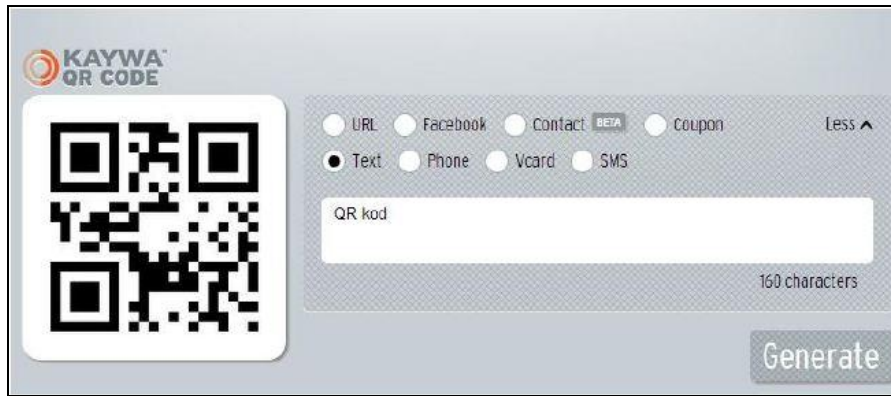 KAYWA
QR CODE
URL Facebook Contact BETA Coupon Less
Text Phone Vcard SMS
QR kod
160 characters
Generate